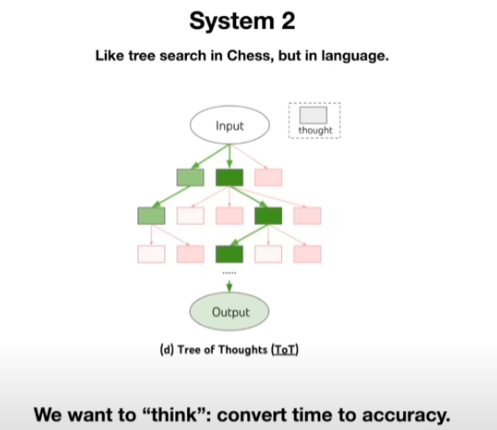 System 2
Like tree search in Chess, but in language.
Input
thought
......
Output
(d) Tree of Thoughts (ToT)
We want to “think”: convert time to accuracy.